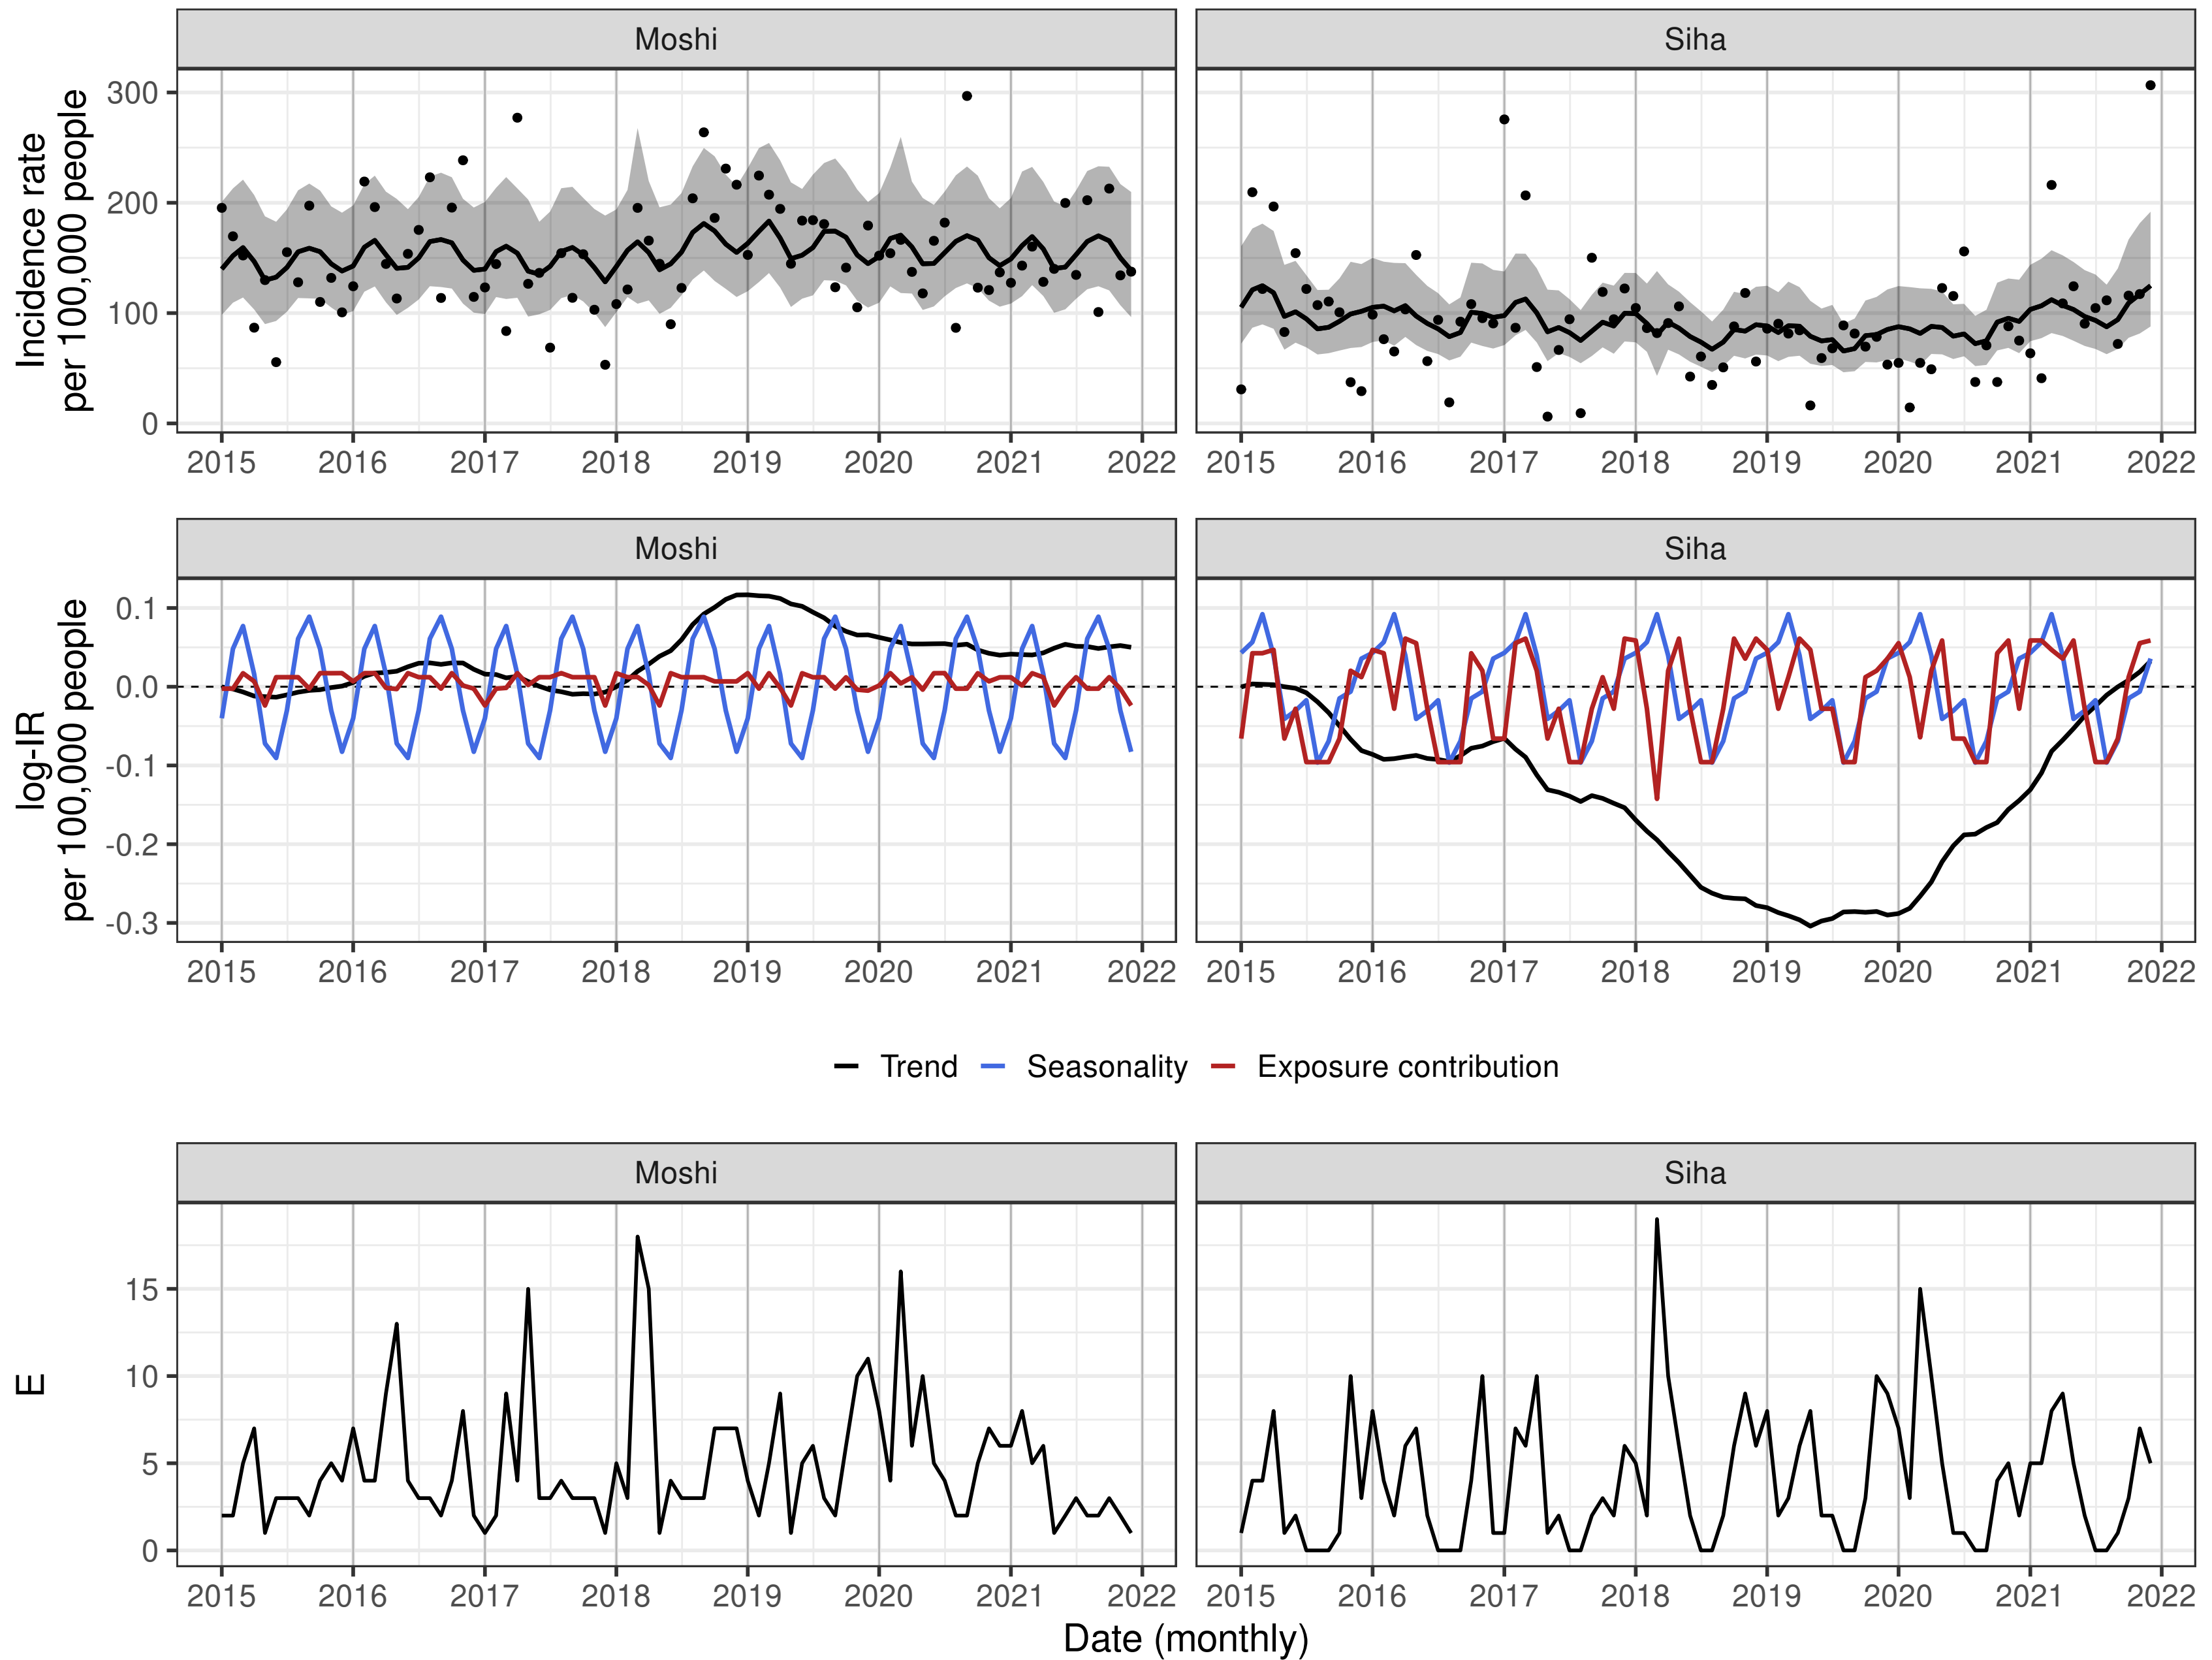 Moshi
Siha
Incidence rate
per 100,000 people
300
200
100
0
2015 2016 2017 2018 2019 2020 2021 2022
2015 2016 2017 2018 2019 2020 2021 2022
Moshi
Siha
log-IR
per 100,000 people
0.1
0.0
-0.1
-0.2
-0.3
2015 2016 2017 2018 2019 2020 2021 2022
2015 2016 2017 2018 2019 2020 2021 2022
Trend Seasonality Exposure contribution
Moshi
Siha
E
15
10
5
0
2015 2016 2017 2018 2019 2020 2021 2022
2015 2016 2017 2018 2019 2020 2021 2022
Date (monthly)